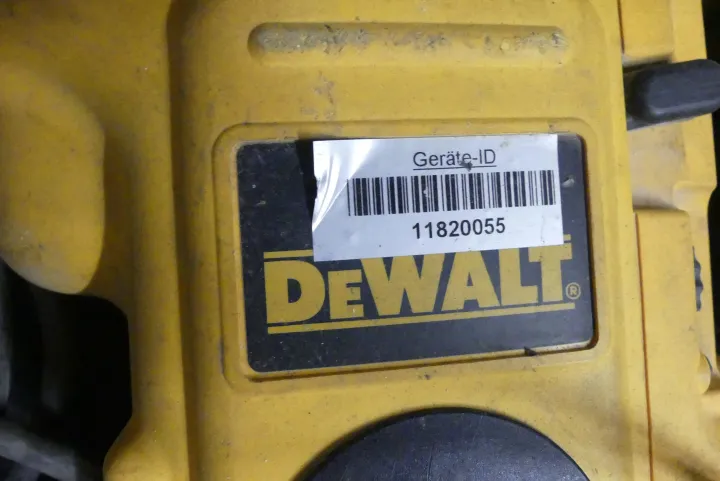 Geräte-ID
11820055
DEWALT®